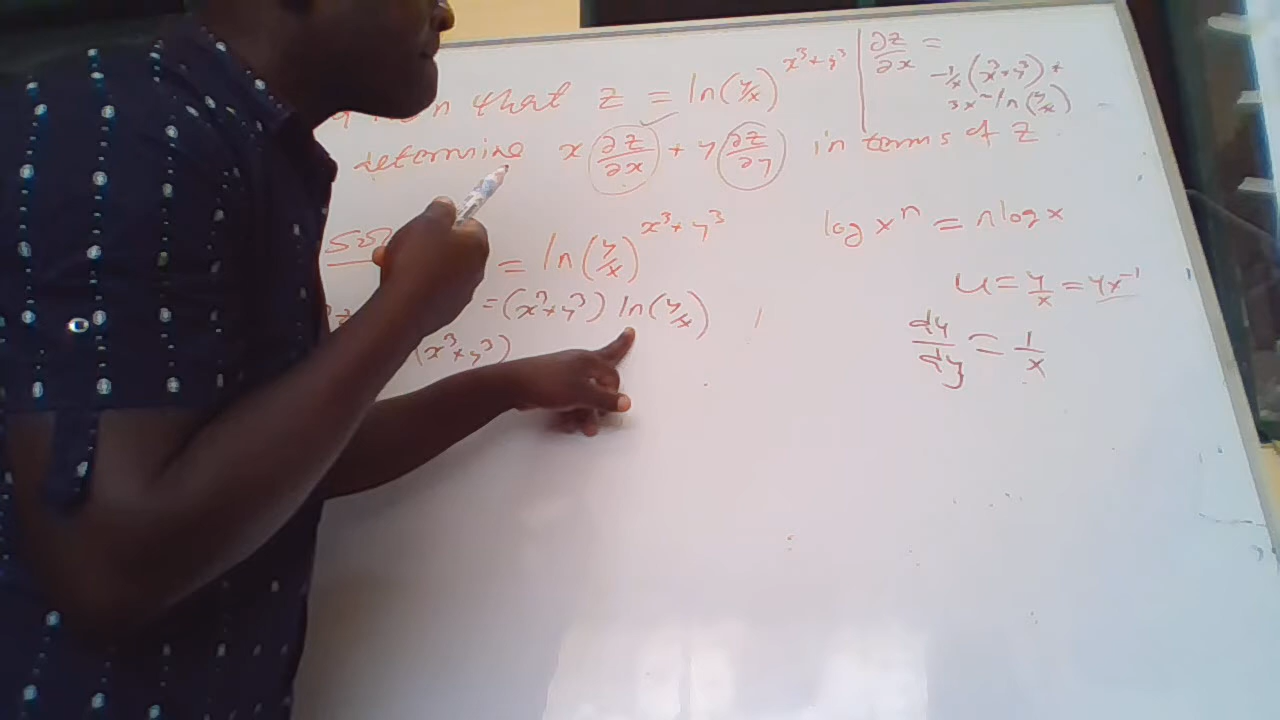 that z = ln(y/x)^x³+y³
determine x(∂z/∂x) + y(∂z/∂y) in terms of z
∂z/∂x =
-1/x(x³+y³) +
3x² ln(y/x)
= ln(y/x)^x³+y³
= (x³+y³) ln(y/x)
(x³+y³)
log xⁿ = n log x
u = y/x = yx⁻¹
du/dy = 1/x